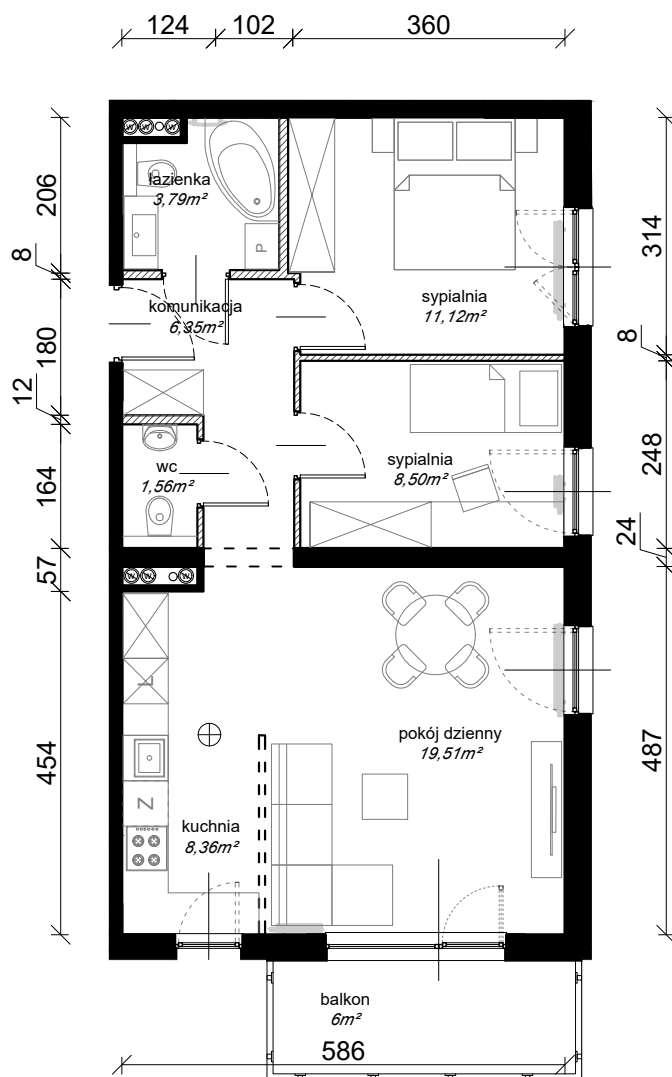 124 102 360
206
8
180
12
164
57
454
314
8
248
24
487
W W W
łazienka
3,79m²
P
sypialnia
11,12m²
komunikacja
6,35m²
sypialnia
8,50m²
wc
1,56m²
W W W
L
pokój dzienny
19,51m²
Z
kuchnia
8,36m²
balkon
6m²
586